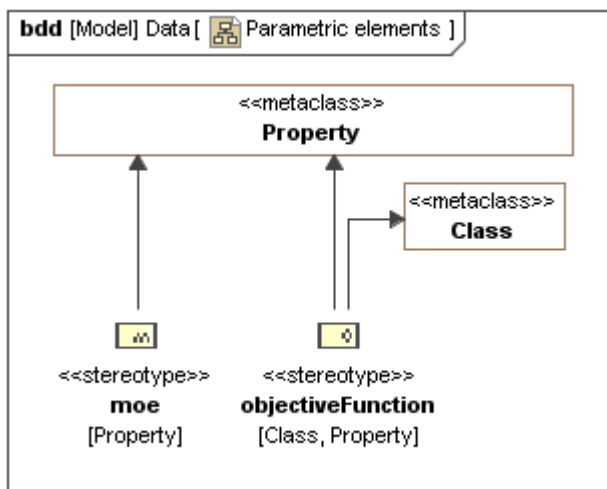 bdd [Model] Data [ Parametric elements ]
<<metaclass>>
Property
<<metaclass>>
Class
<<stereotype>>
moe
[Property]
<<stereotype>>
objectiveFunction
[Class, Property]